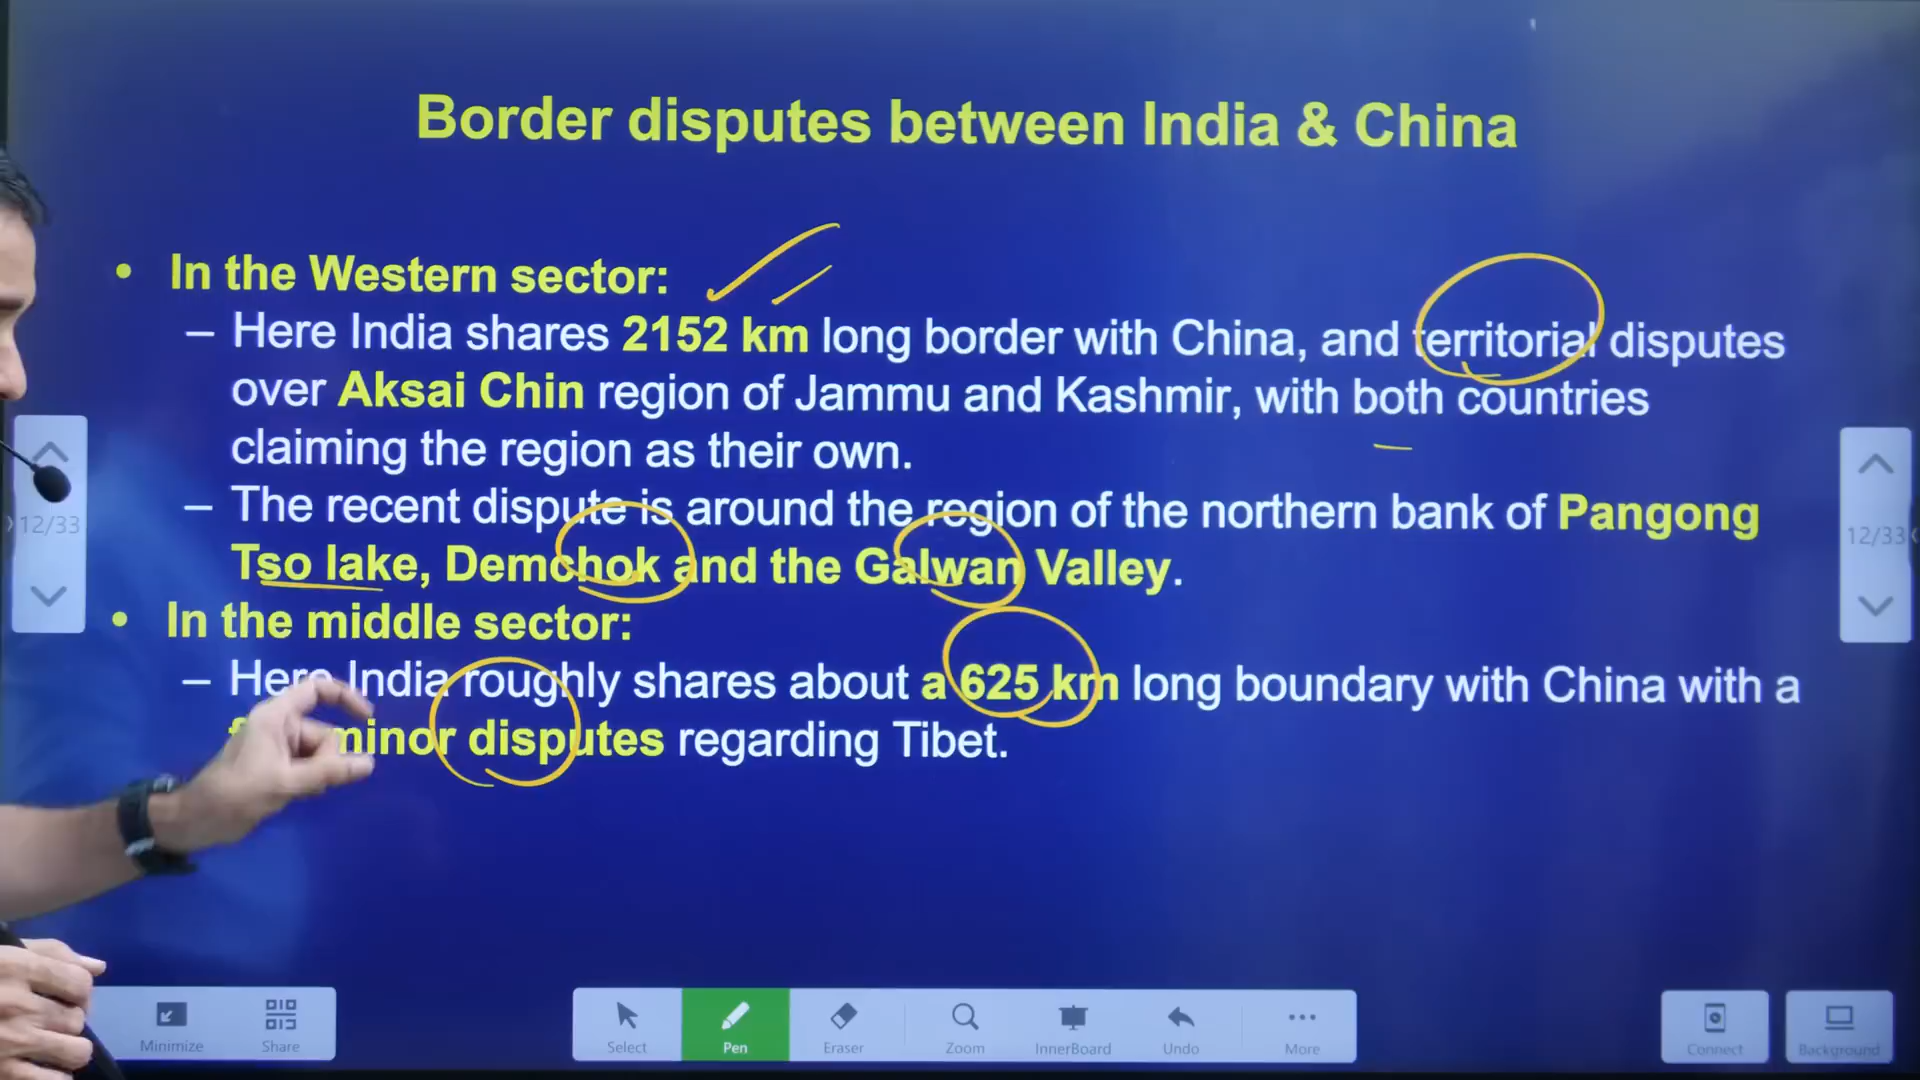 Border disputes between India & China
• In the Western sector:
– Here India shares 2152 km long border with China, and territorial disputes
over Aksai Chin region of Jammu and Kashmir, with both countries
claiming the region as their own.
– The recent dispute is around the region of the northern bank of Pangong
Tso lake, Demchok and the Galwan Valley.
• In the middle sector:
– Here India roughly shares about a 625 km long boundary with China with a
minor disputes regarding Tibet.
12/33
12/33
Minimize
Share
Select
Pen
Eraser
Zoom
InnerBoard
Undo
More
Connect
Background